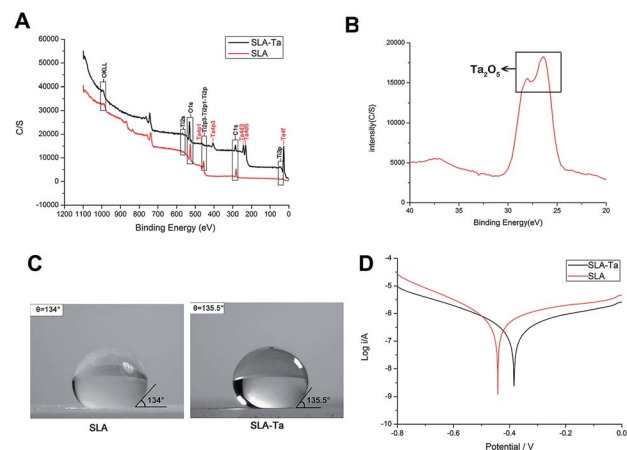 A
SLA-Ta
SLA
60000
50000
40000
30000
20000
10000
0
-10000
C/S
1200 1100 1000 900 800 700 600 500 400 300 200 100 0
Binding Energy (eV)
OKLL
Ti2s
O1s
Ta4p1
Ti2p3-Ti2p1-Ti2p
Ta4p3
C1s
Ta4d3
Ta4d5
Ti3p
Ta4f
B
Ta2O5
20000
15000
10000
5000
0
intensity(C/S)
40 35 30 25 20
Binding Energy(eV)
C
θ=134°
134°
SLA
θ=135.5°
135.5°
SLA-Ta
D
SLA-Ta
SLA
-4
-5
-6
-7
-8
-9
-10
Log i/A
-0.8 -0.6 -0.4 -0.2 0.0
Potential / V